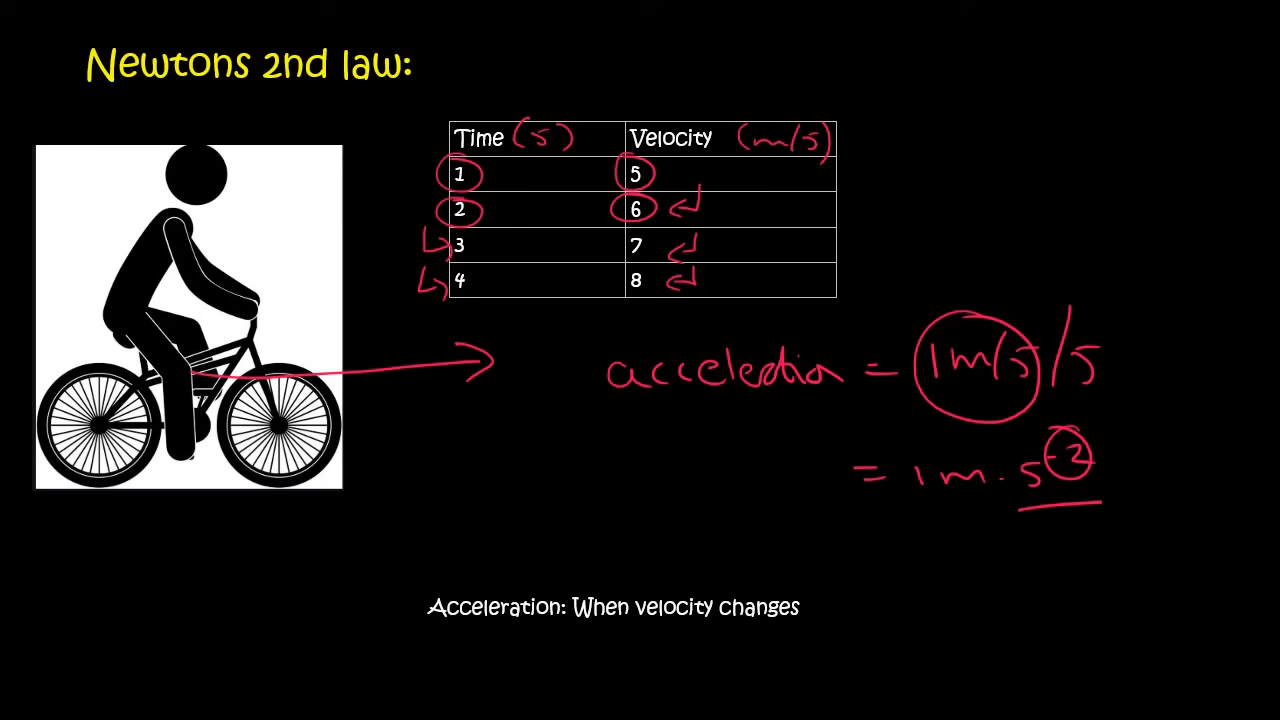 Newtons 2nd law:
Time (s) Velocity (m/s)
1 5
2 6
3 7
4 8
acceleration = 1m/s/s
= 1m.s-2
Acceleration: When velocity changes